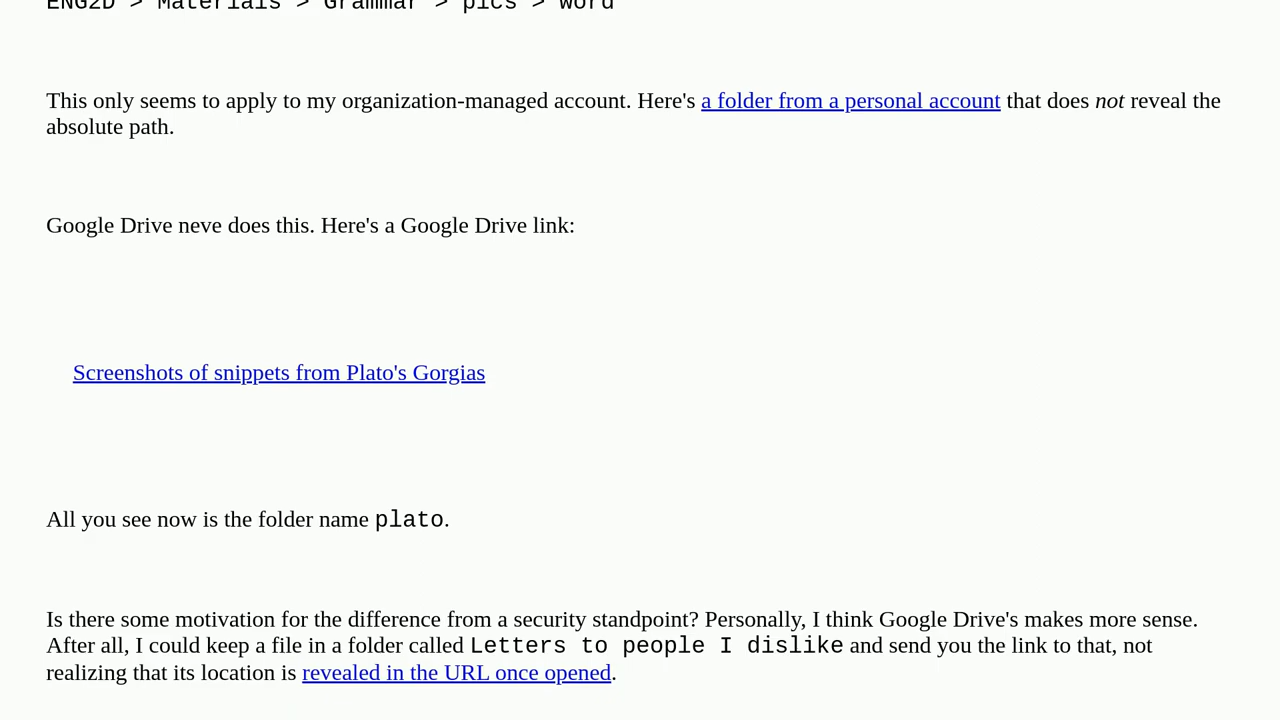 ENG2D > Materials > Grammar > pics > word
This only seems to apply to my organization-managed account. Here's a folder from a personal account that does not reveal the
absolute path.
Google Drive neve does this. Here's a Google Drive link:
Screenshots of snippets from Plato's Gorgias
All you see now is the folder name plato.
Is there some motivation for the difference from a security standpoint? Personally, I think Google Drive's makes more sense.
After all, I could keep a file in a folder called Letters to people I dislike and send you the link to that, not
realizing that its location is revealed in the URL once opened.